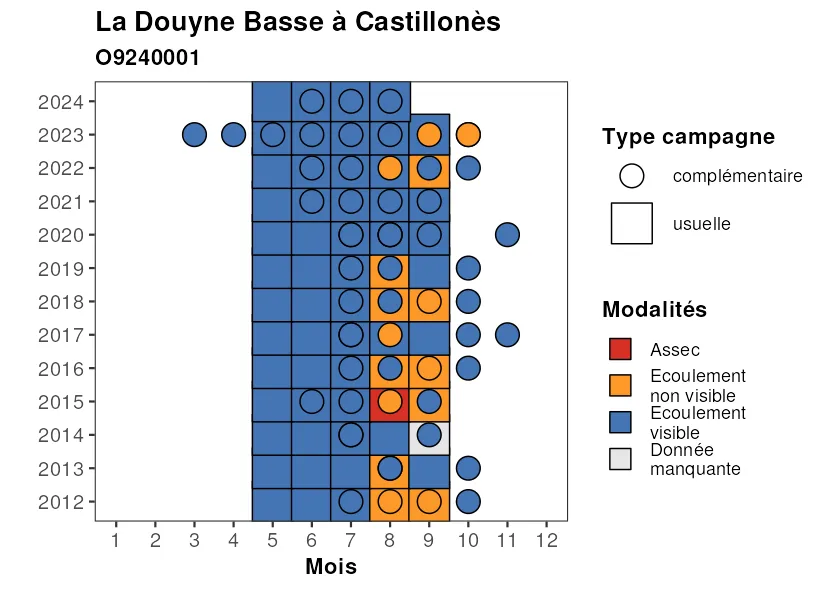 La Douyne Basse à Castillonès
O9240001
2024
2023
2022
2021
2020
2019
2018
2017
2016
2015
2014
2013
2012
1 2 3 4 5 6 7 8 9 10 11 12
Mois
Type campagne
complémentaire
usuelle
Modalités
Assec
Ecoulement
non visible
Ecoulement
visible
Donnée
manquante